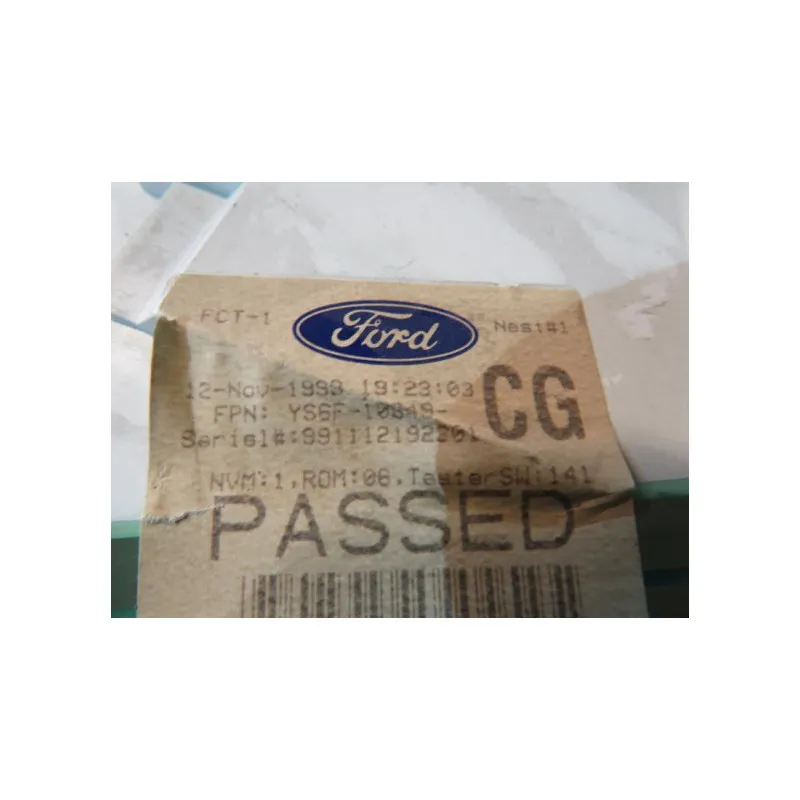 FCT-1 Ford Nest#1
12-Nov-1999 19:23:03
FPN: YS6F-10849- CG
Serial#:991112192201
NVM:1,ROM:06,TesterSW:141
PASSED